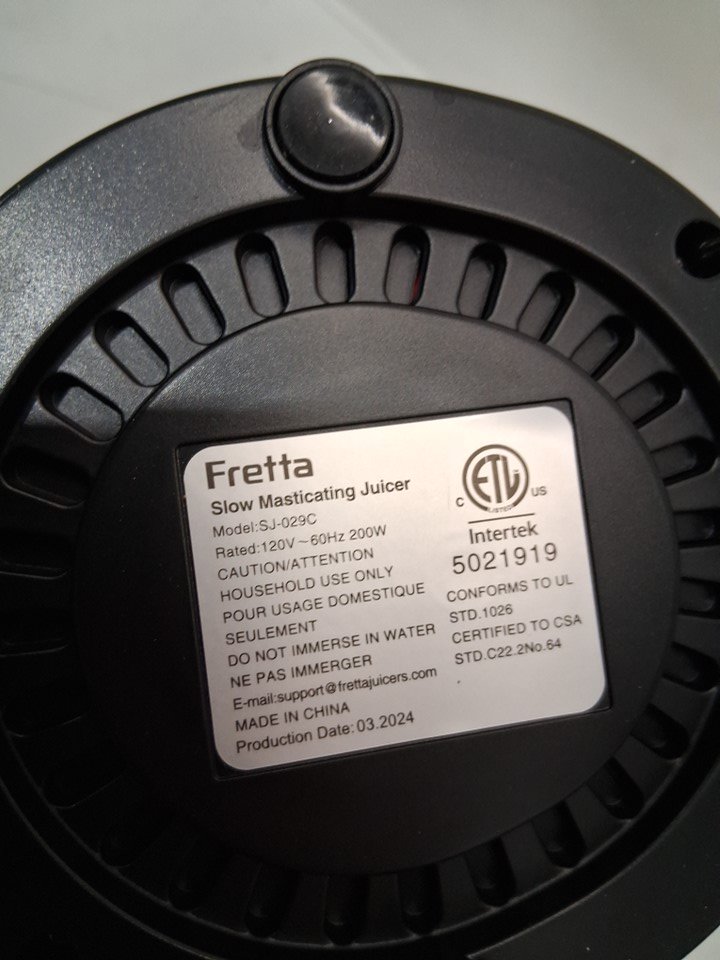 Fretta
Slow Masticating Juicer
Model:SJ-029C
Rated:120V~60Hz 200W
CAUTION/ATTENTION
HOUSEHOLD USE ONLY
POUR USAGE DOMESTIQUE
SEULEMENT
DO NOT IMMERSE IN WATER
NE PAS IMMERGER
E-mail:support@frettajuicers.com
MADE IN CHINA
Production Date: 03.2024
ETL
LISTED
C US
Intertek
5021919
CONFORMS TO UL
STD.1026
CERTIFIED TO CSA
STD.C22.2No.64